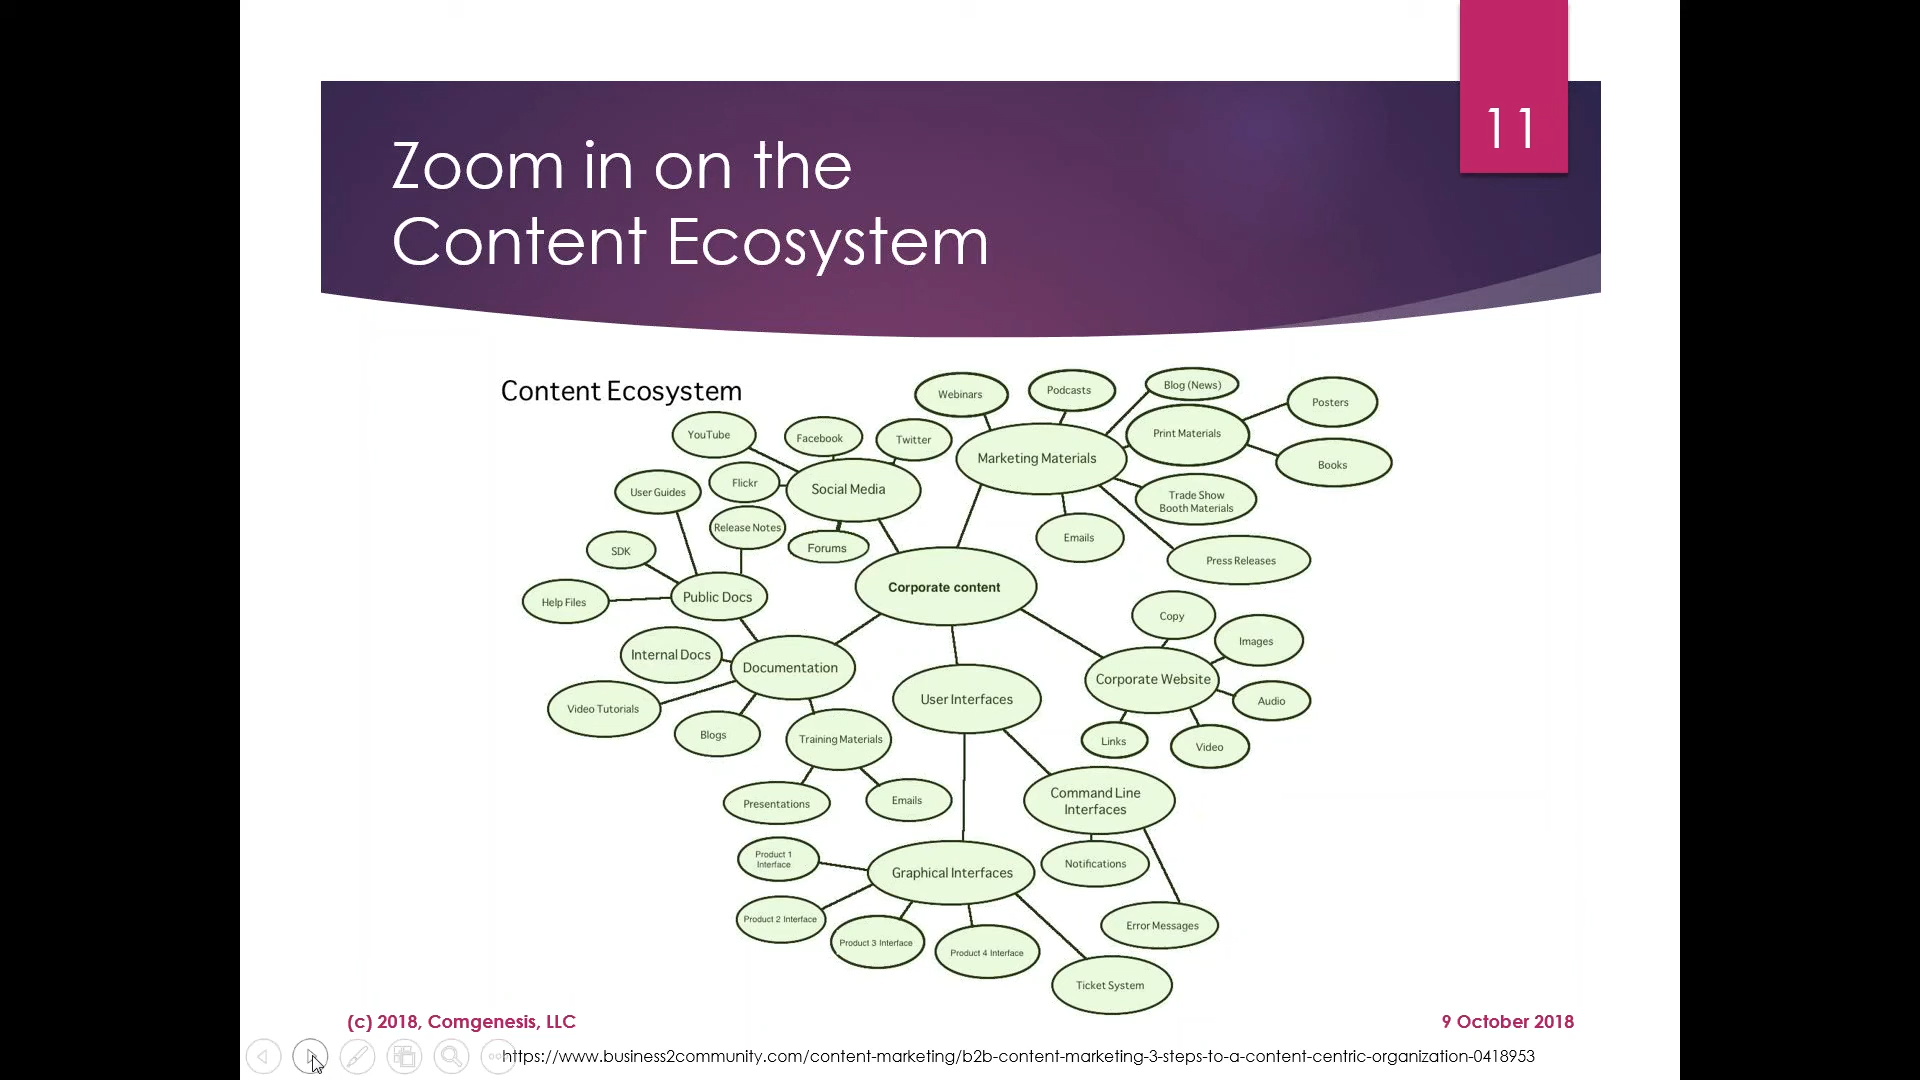 11
Zoom in on the
Content Ecosystem
Content Ecosystem
Webinars
Podcasts
Blog (News)
Posters
Print Materials
Books
Marketing Materials
Trade Show
Booth Materials
Emails
Press Releases
YouTube
Facebook
Twitter
Flickr
Social Media
Forums
User Guides
Release Notes
SDK
Public Docs
Help Files
Corporate content
Internal Docs
Documentation
Video Tutorials
Blogs
Training Materials
Presentations
Emails
User Interfaces
Copy
Images
Corporate Website
Audio
Links
Video
Command Line
Interfaces
Notifications
Error Messages
Graphical Interfaces
Product 1
Interface
Product 2 Interface
Product 3 Interface
Product 4 Interface
Ticket System
(c) 2018, Comgenesis, LLC
9 October 2018
https://www.business2community.com/content-marketing/b2b-content-marketing-3-steps-to-a-content-centric-organization-0418953